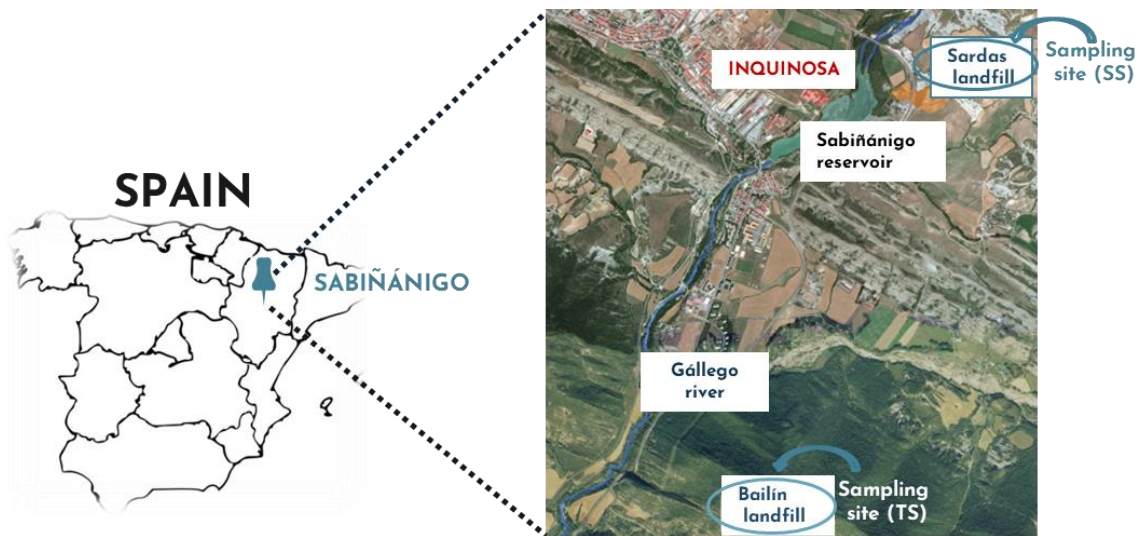 SPAIN
SABIÑÁNIGO
INQUINOSA
Sardas
landfill
Sampling
site (SS)
Sabiñánigo
reservoir
Gállego
river
Bailín
landfill
Sampling
site (TS)